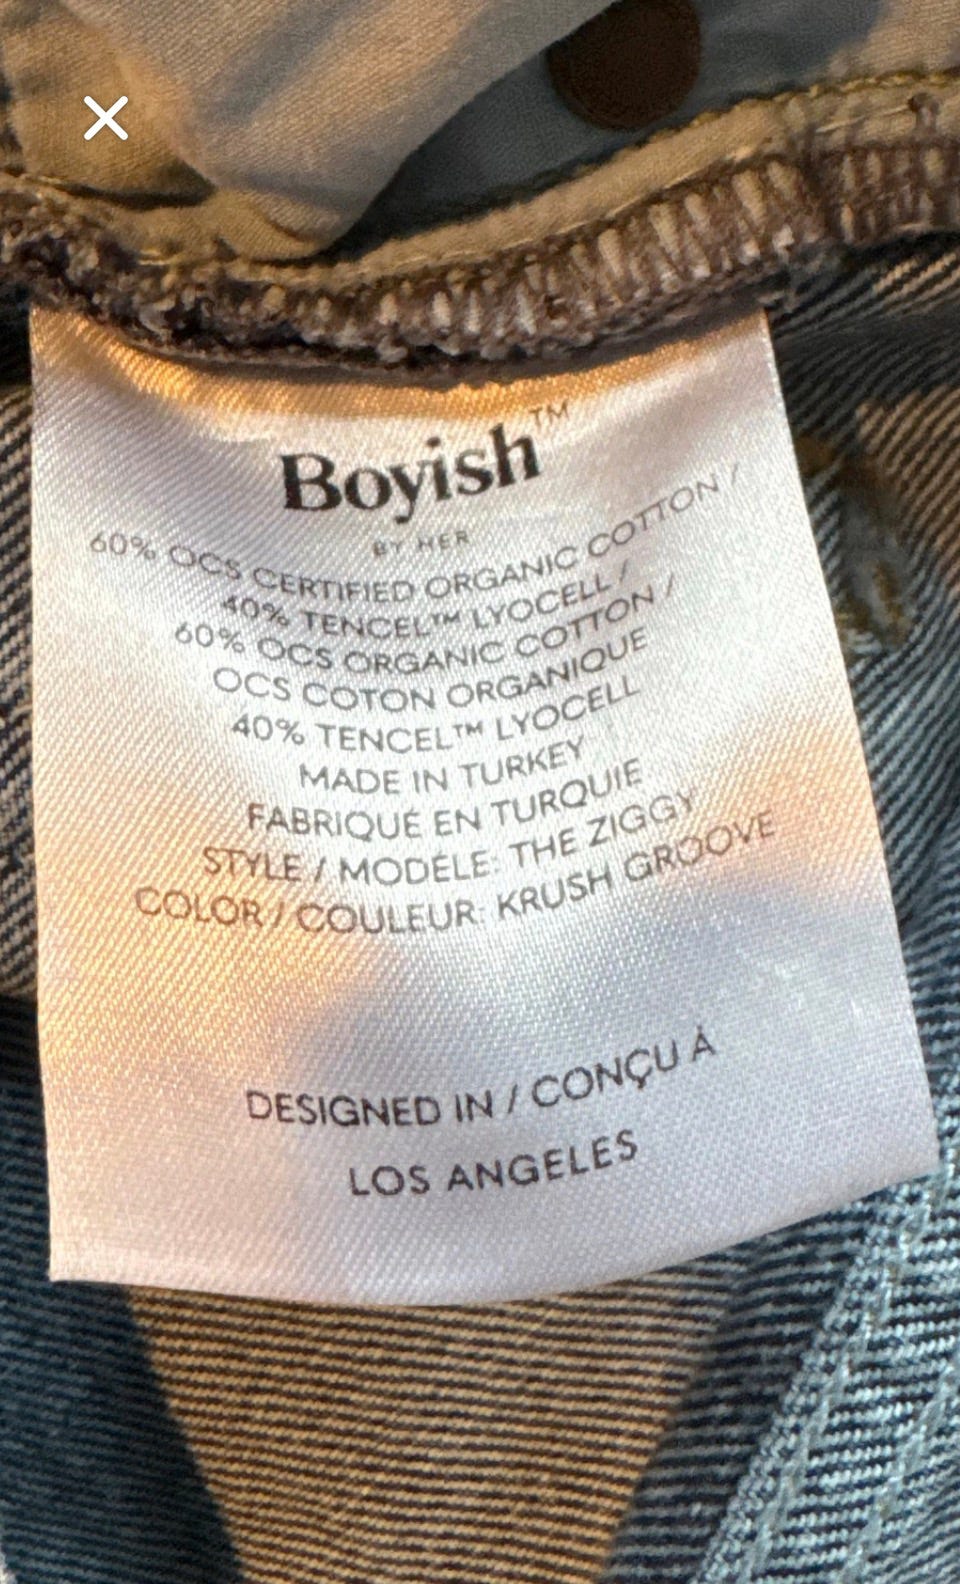 Boyish™
BY HER
60% OCS CERTIFIED ORGANIC COTTON /
40% TENCEL™ LYOCELL /
60% OCS ORGANIC COTTON /
OCS COTON ORGANIQUE
40% TENCEL™ LYOCELL
MADE IN TURKEY
FABRIQUÉ EN TURQUIE
STYLE / MODÈLE: THE ZIGGY
COLOR / COULEUR: KRUSH GROOVE
DESIGNED IN / CONÇU À
LOS ANGELES